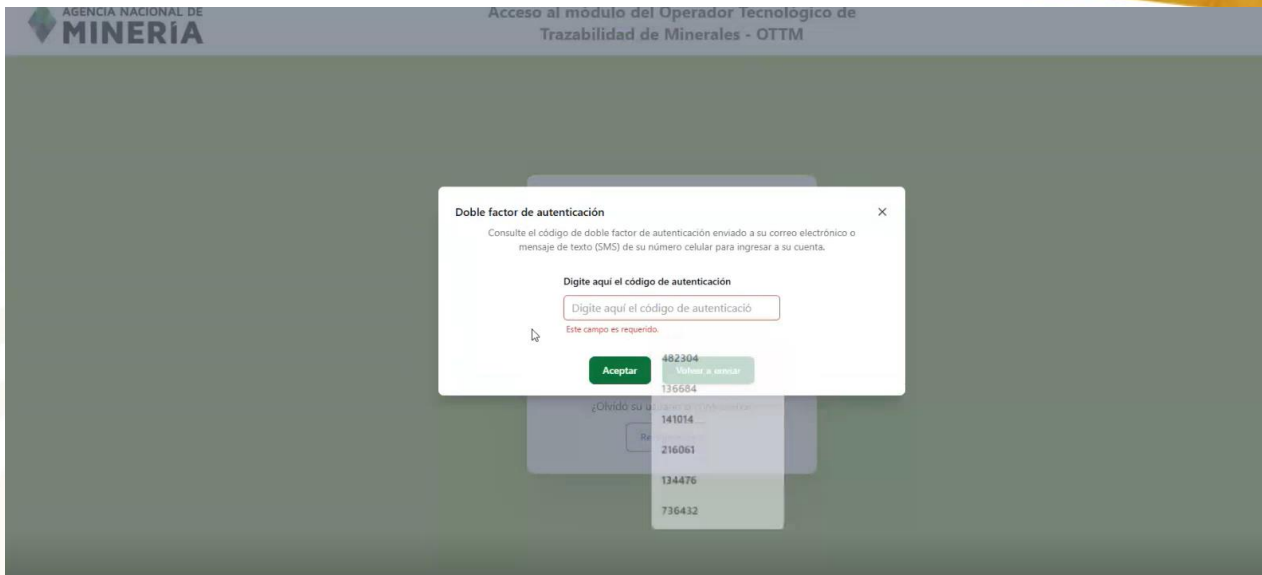 AGENCIA NACIONAL DE
MINERÍA
Acceso al módulo del Operador Tecnológico de
Trazabilidad de Minerales - OTTM
Doble factor de autenticación
Consulte el código de doble factor de autenticación enviado a su correo electrónico o
mensaje de texto (SMS) de su número celular para ingresar a su cuenta.
Digite aquí el código de autenticación
Digite aquí el código de autenticació
Este campo es requerido.
Aceptar
Volver a enviar
482304
136684
141014
216061
134476
736432
¿Olvidó su